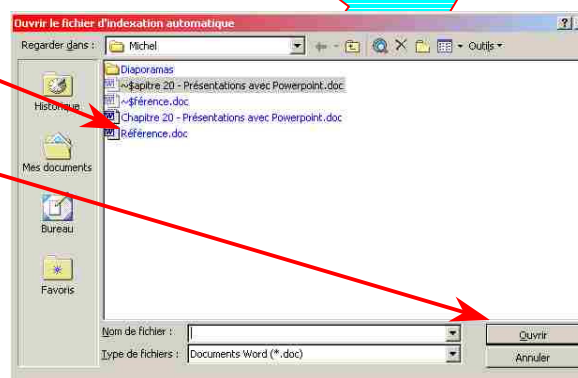 Ouvrir le fichier d'indexation automatique
Regarder dans : Michel Outils
Historique
Mes documents
Bureau
Favoris
Diaporamas
~$apitre 20 - Présentations avec Powerpoint.doc
~$férence.doc
Chapitre 20 - Présentations avec Powerpoint.doc
Référence.doc
Nom de fichier : Ouvrir
Type de fichiers : Documents Word (*.doc) Annuler